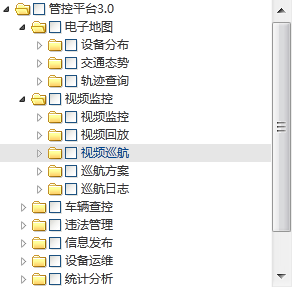 管控平台3.0
电子地图
设备分布
交通态势
轨迹查询
视频监控
视频监控
视频回放
视频巡航
巡航方案
巡航日志
车辆查控
违法管理
信息发布
设备运维
统计分析